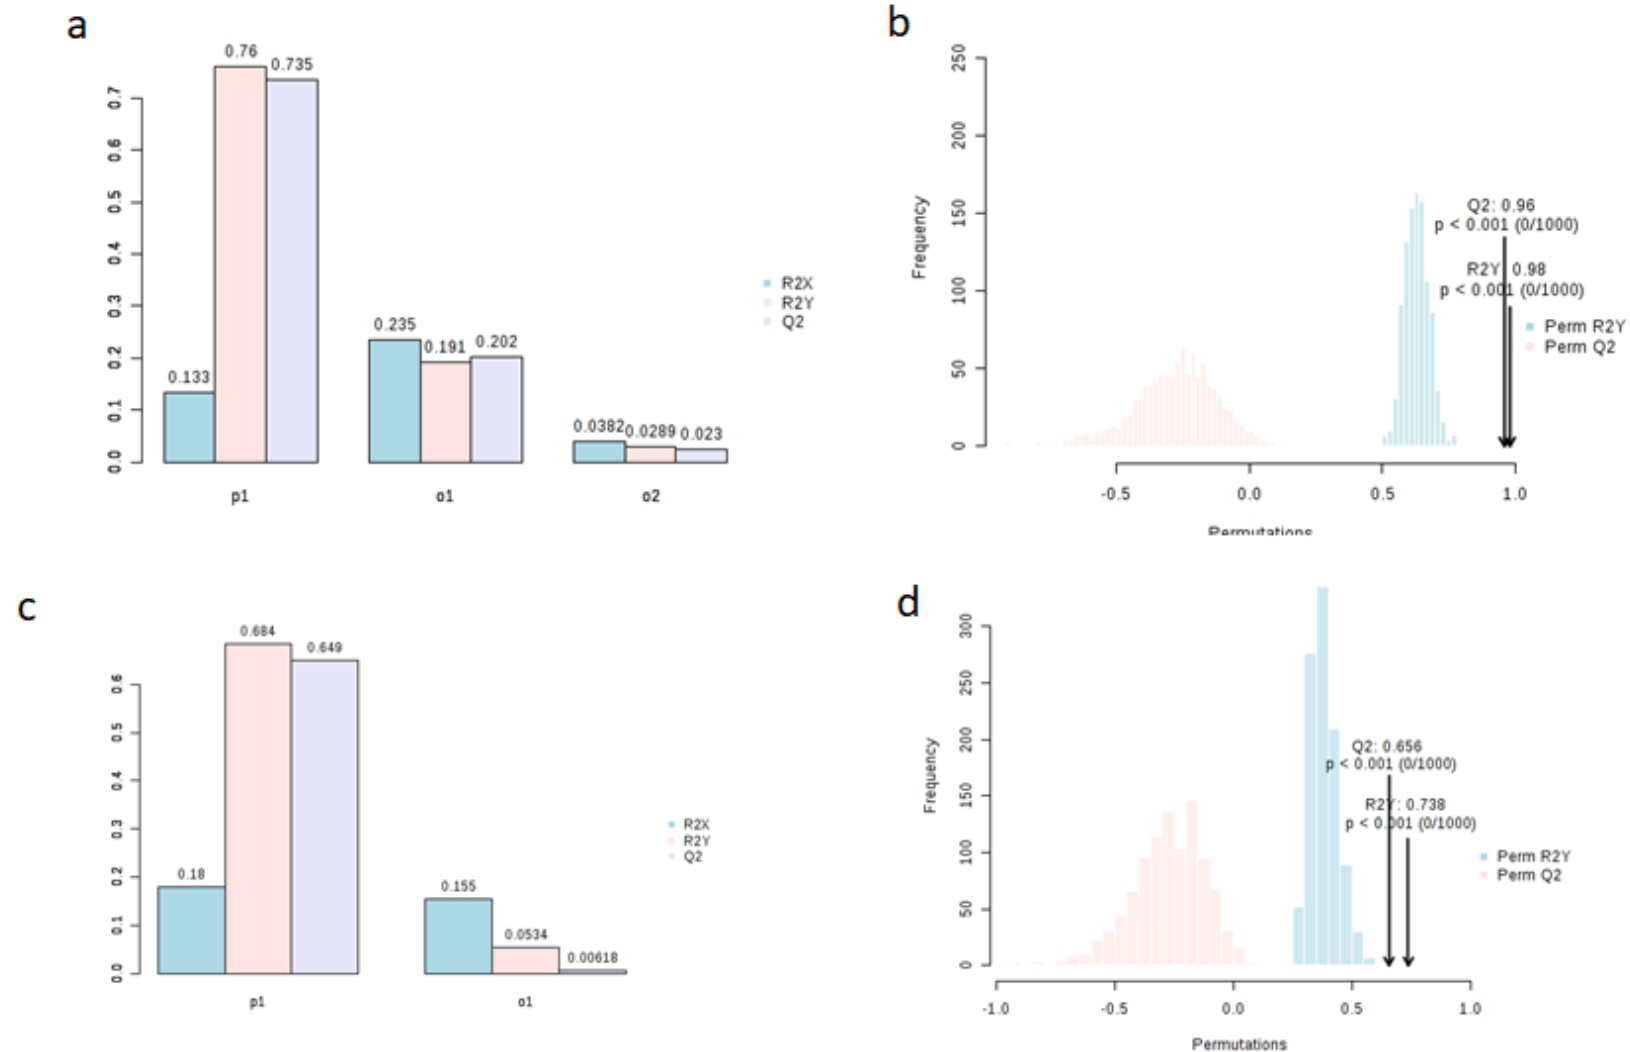 a
0.76
0.735
0.7
0.6
0.5
0.4
0.3
0.2
0.1
0.0
0.133
0.235
0.191
0.202
0.0382
0.0289
0.023
R2X
R2Y
Q2
p1
o1
o2
b
250
200
150
100
50
0
Frequency
Q2: 0.96
p < 0.001 (0/1000)
R2Y: 0.98
p < 0.001 (0/1000)
Perm R2Y
Perm Q2
-0.5
0.0
0.5
1.0
Permutations
c
0.684
0.649
0.6
0.5
0.4
0.3
0.2
0.1
0.0
0.18
0.155
0.0534
0.00618
R2X
R2Y
Q2
p1
o1
d
300
250
200
150
100
50
0
Frequency
Q2: 0.656
p < 0.001 (0/1000)
R2Y: 0.738
p < 0.001 (0/1000)
Perm R2Y
Perm Q2
-1.0
-0.5
0.0
0.5
1.0
Permutations